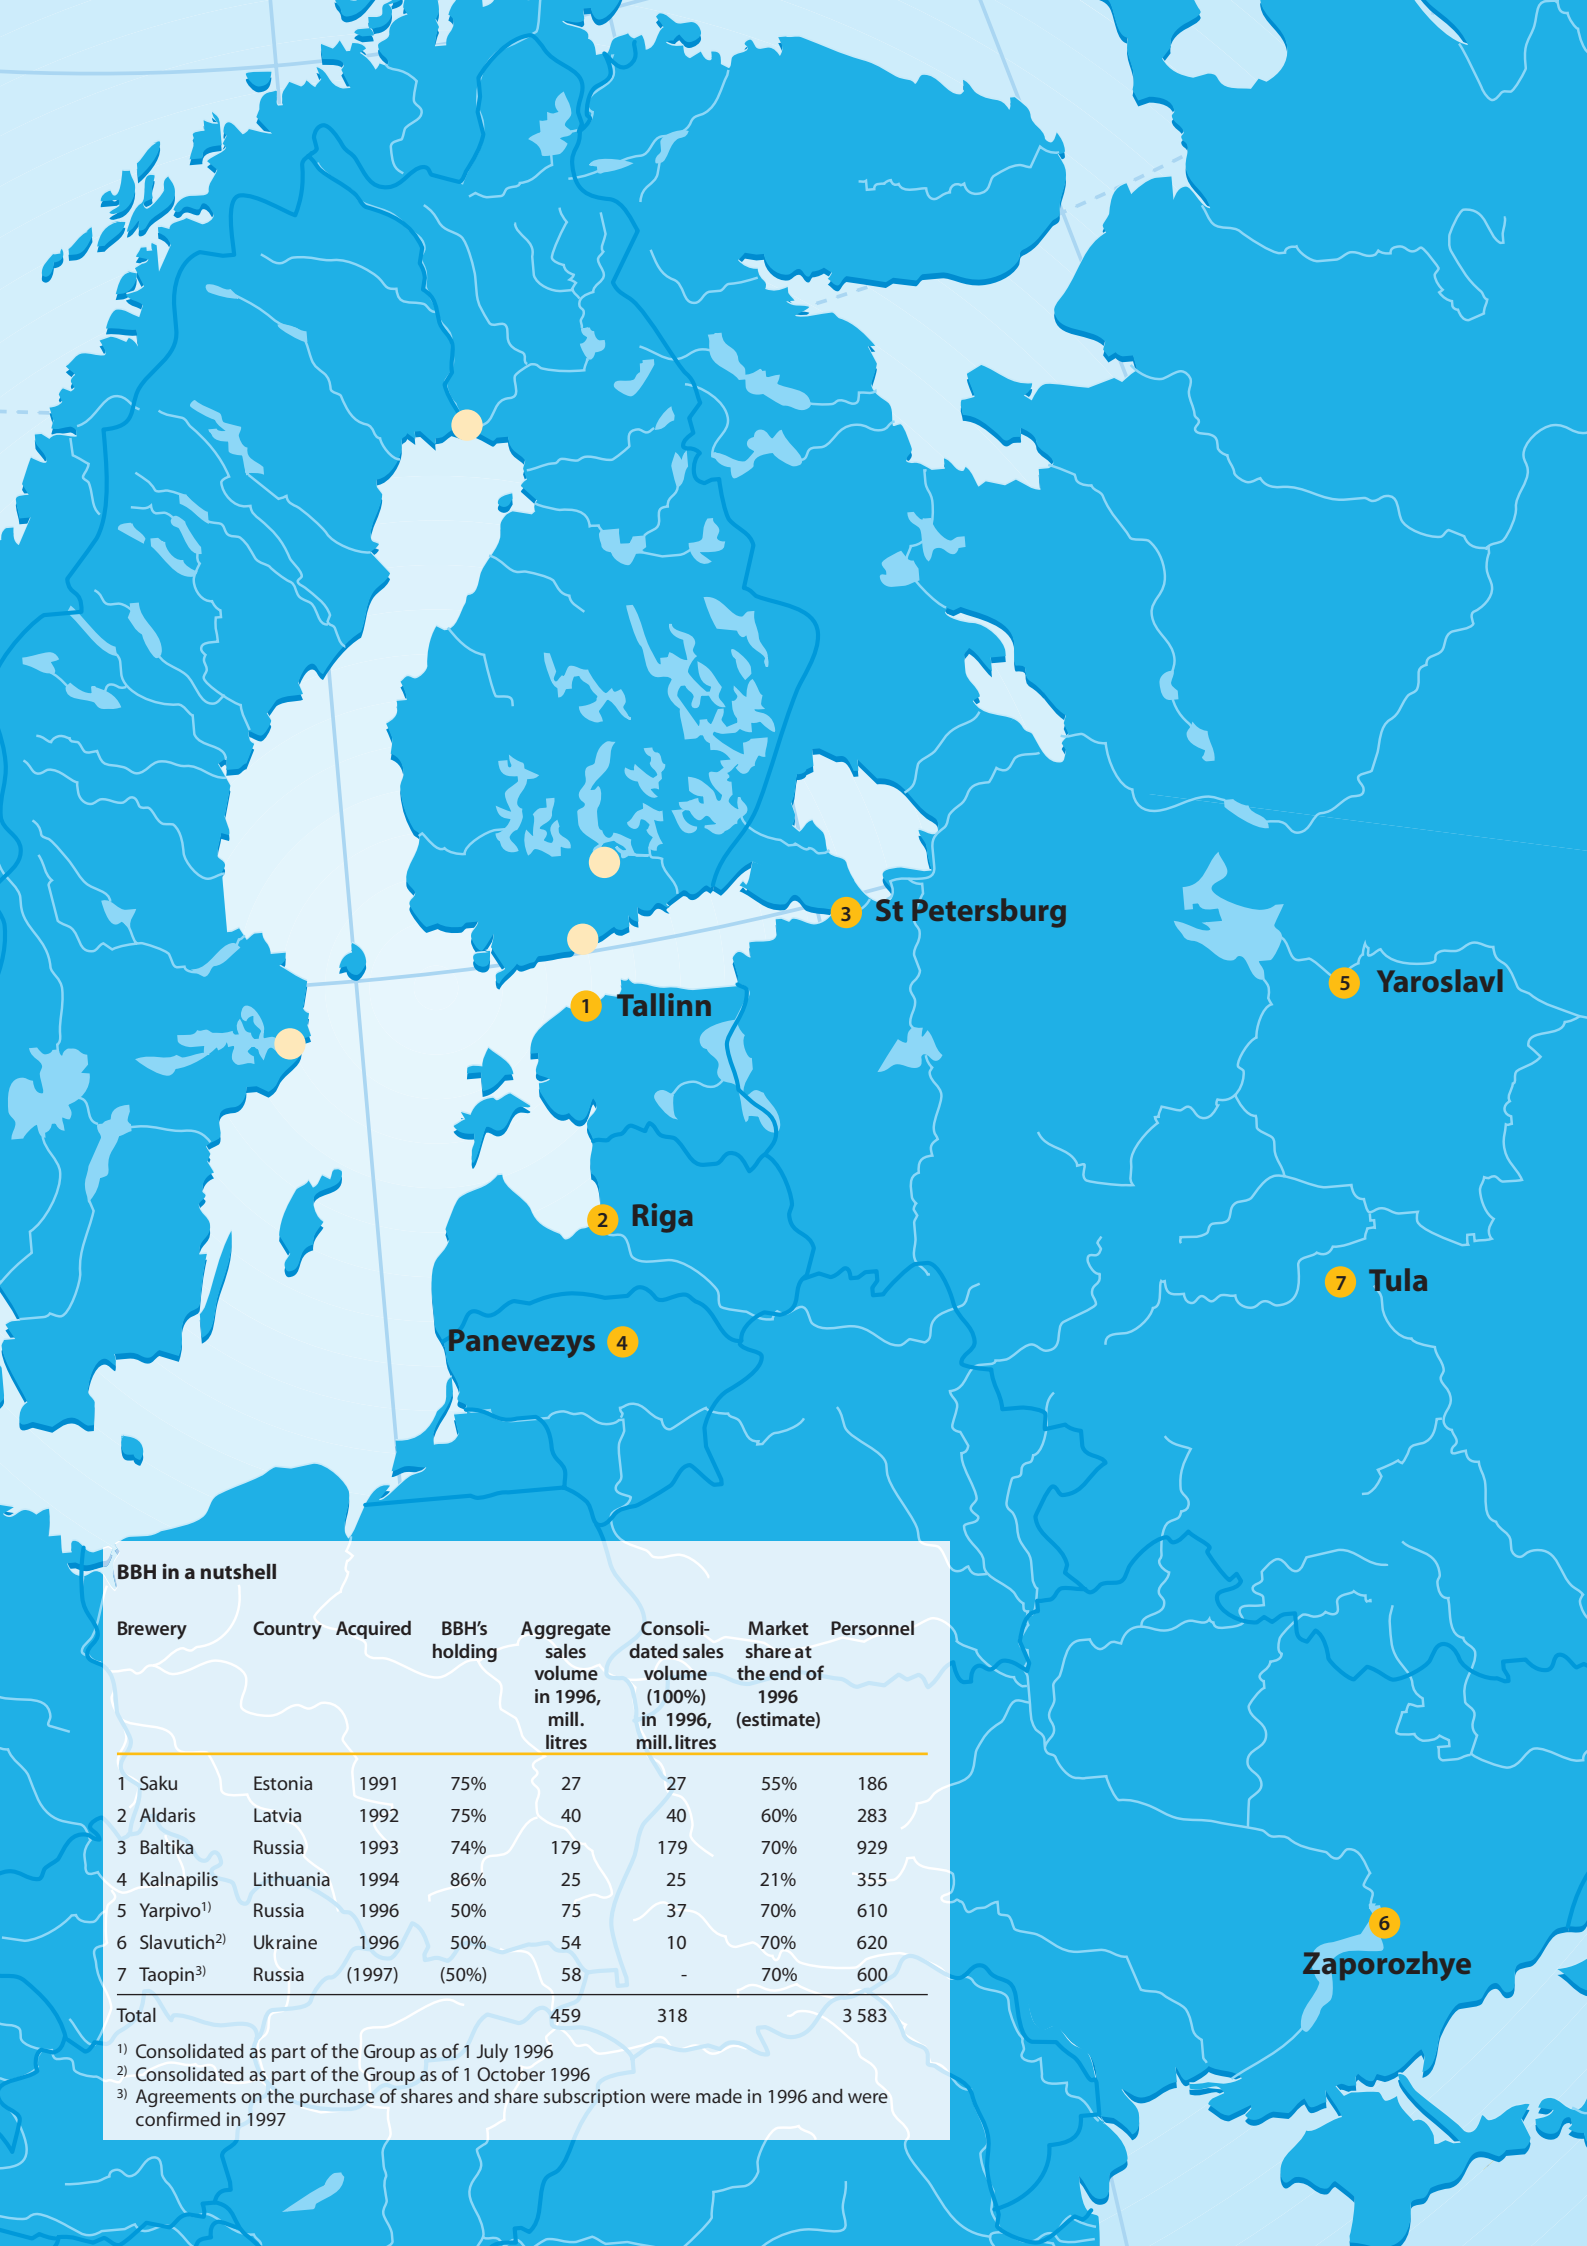 3 St Petersburg
5 Yaroslavl
1 Tallinn
2 Riga
7 Tula
Panevezys 4
6
Zaporozhye
BBH in a nutshell
Brewery Country Acquired BBH's Aggregate Consoli- Market Personnel
holding sales dated sales share at
volume volume the end of
in 1996, (100%) 1996
mill. in 1996, (estimate)
litres mill. litres
1 Saku Estonia 1991 75% 27 27 55% 186
2 Aldaris Latvia 1992 75% 40 40 60% 283
3 Baltika Russia 1993 74% 179 179 70% 929
4 Kalnapilis Lithuania 1994 86% 25 25 21% 355
5 Yarpivo1) Russia 1996 50% 75 37 70% 610
6 Slavutich2) Ukraine 1996 50% 54 10 70% 620
7 Taopin3) Russia (1997) (50%) 58 - 70% 600
Total 459 318 3 583
1) Consolidated as part of the Group as of 1 July 1996
2) Consolidated as part of the Group as of 1 October 1996
3) Agreements on the purchase of shares and share subscription were made in 1996 and were
confirmed in 1997